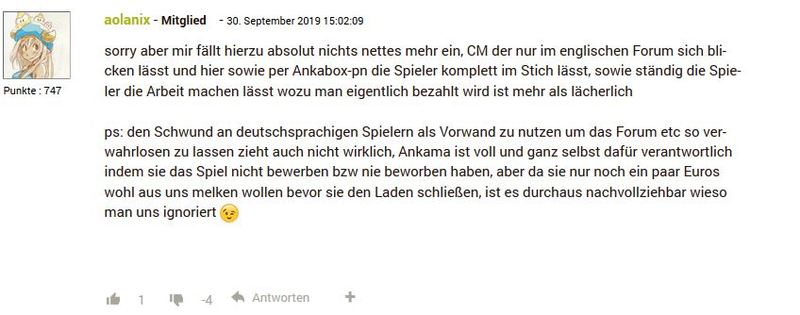 aolanix - Mitglied - 30. September 2019 15:02:09
sorry aber mir fällt hierzu absolut nichts nettes mehr ein, CM der nur im englischen Forum sich bli-
cken lässt und hier sowie per Ankabox-pn die Spieler komplett im Stich lässt, sowie ständig die Spie-
Punkte : 747
ler die Arbeit machen lässt wozu man eigentlich bezahlt wird ist mehr als lächerlich
ps: den Schwund an deutschsprachigen Spielern als Vorwand zu nutzen um das Forum etc so ver-
wahrlosen zu lassen zieht auch nicht wirklich, Ankama ist voll und ganz selbst dafür verantwortlich
indem sie das Spiel nicht bewerben bzw nie beworben haben, aber da sie nur noch ein paar Euros
wohl aus uns melken wollen bevor sie den Laden schließen, ist es durchaus nachvollziehbar wieso
man uns ignoriert 😉
1 -4 Antworten +